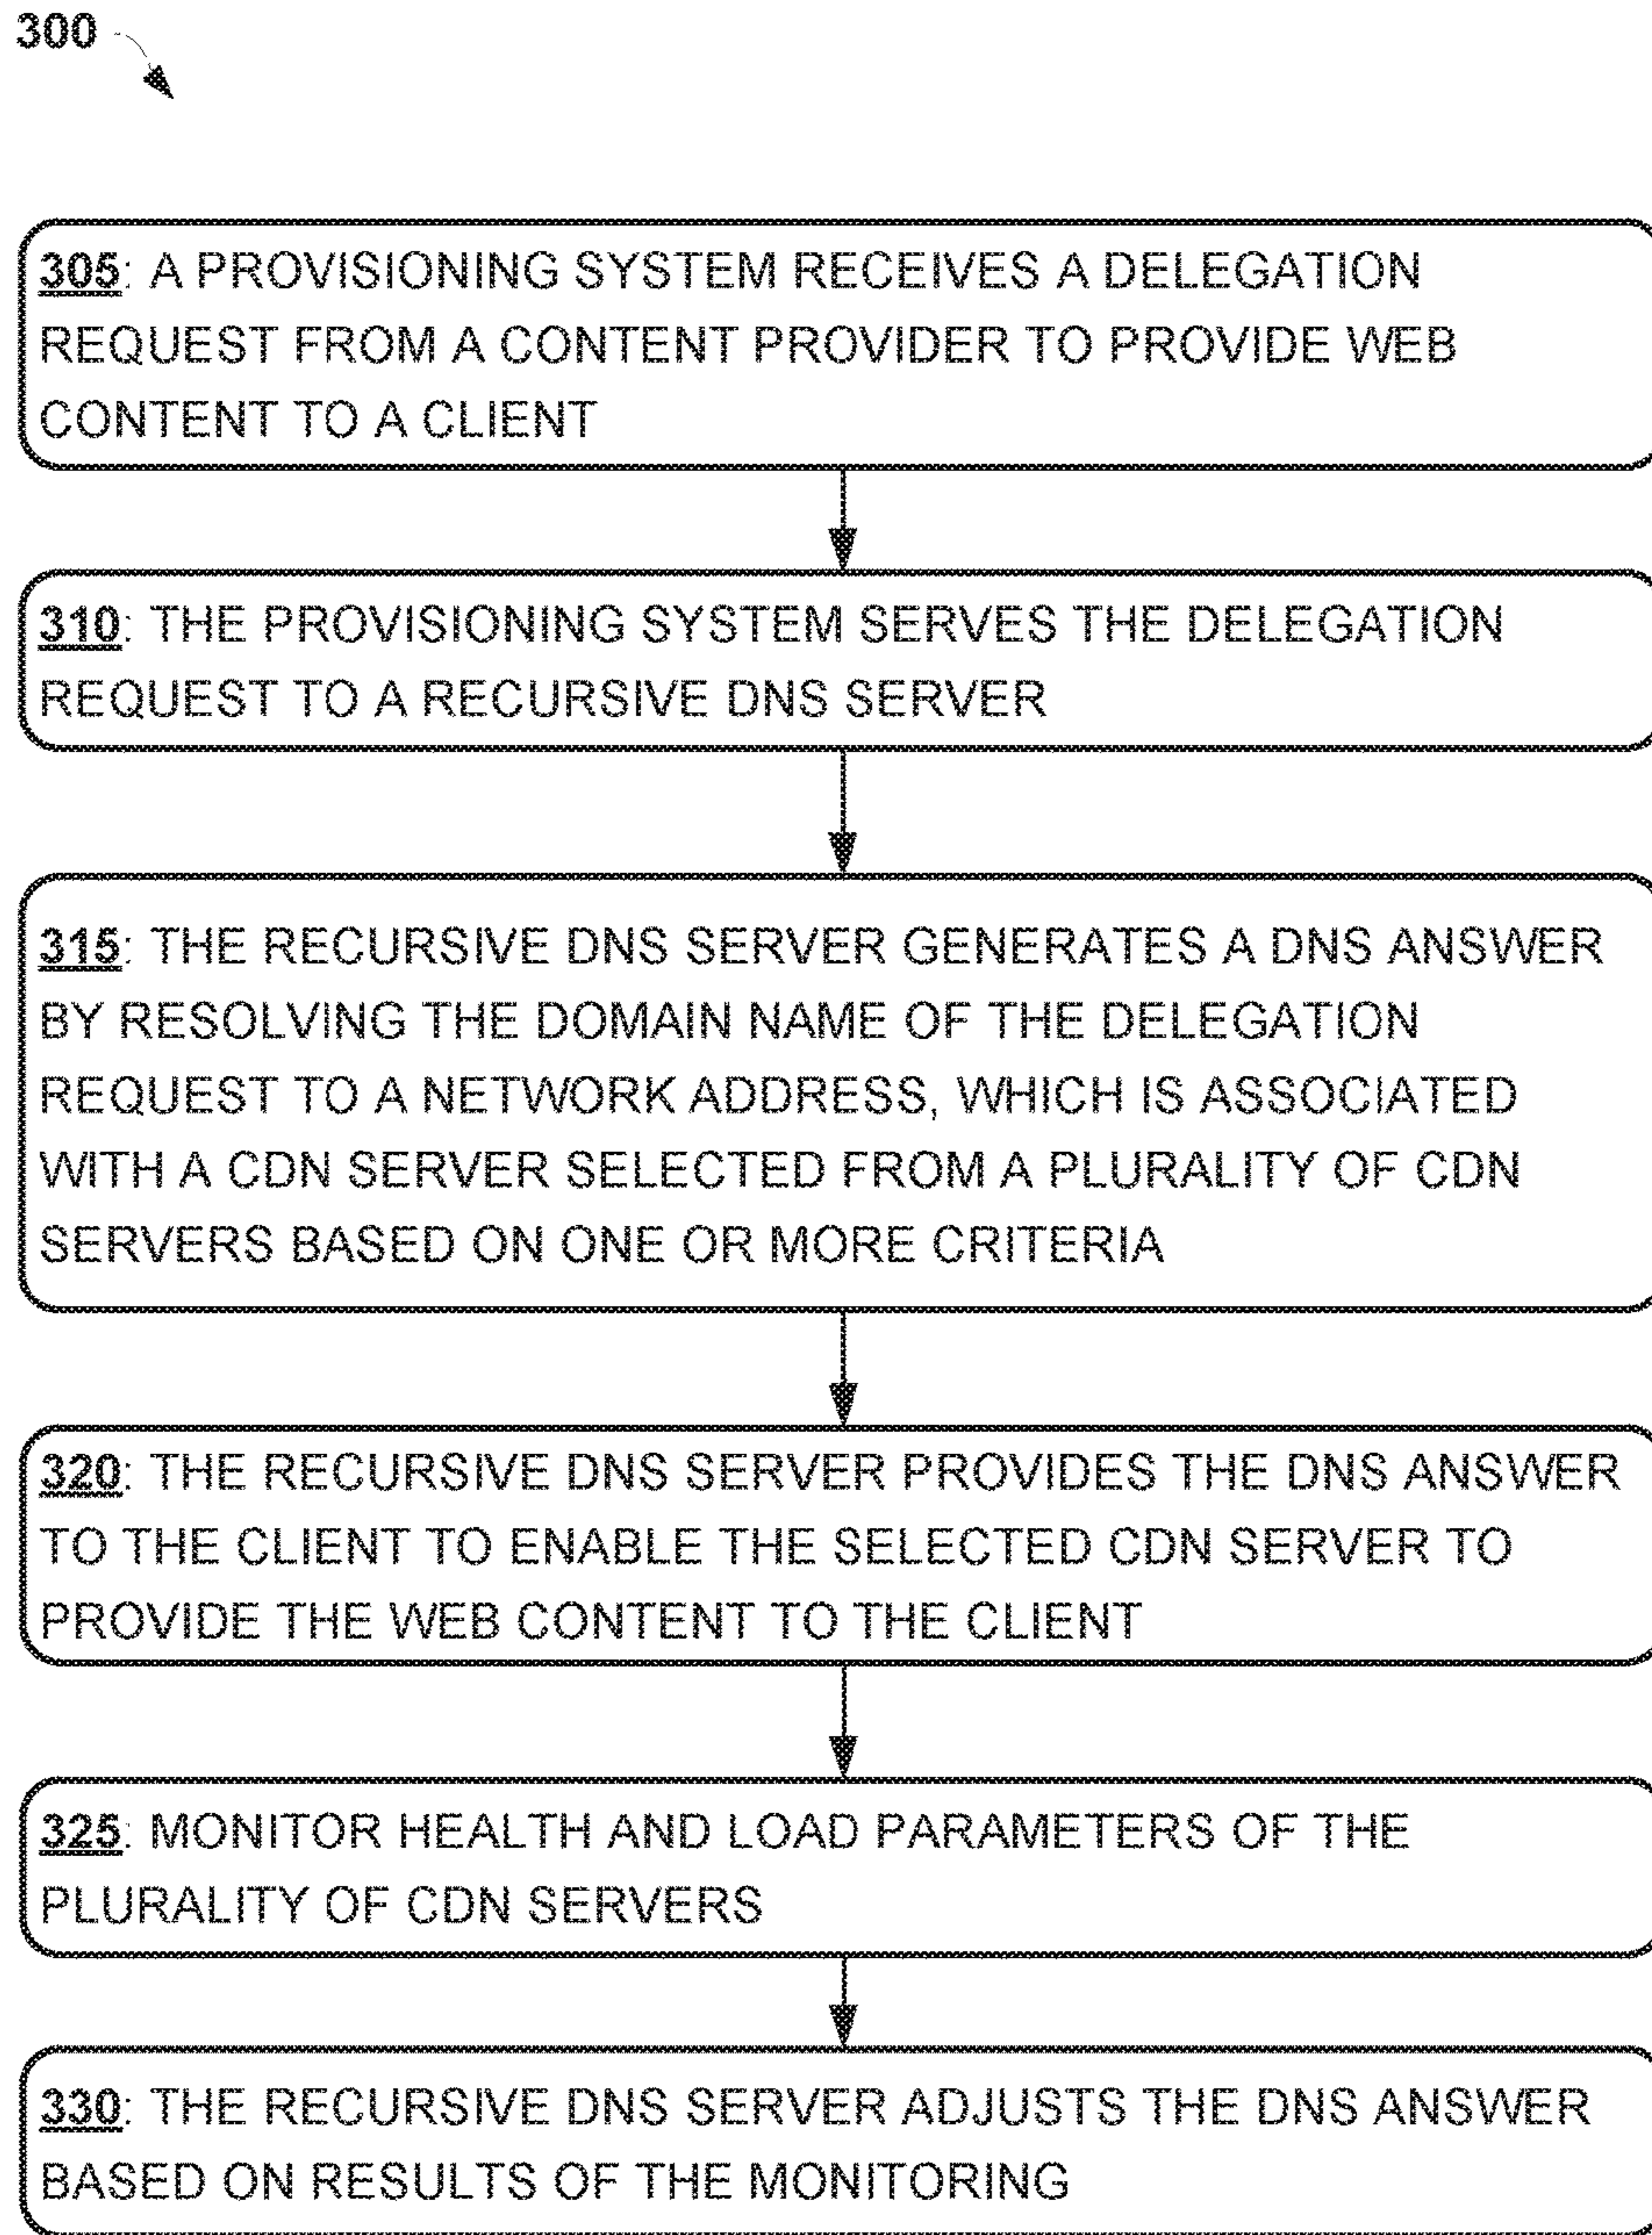 300
305: A PROVISIONING SYSTEM RECEIVES A DELEGATION
REQUEST FROM A CONTENT PROVIDER TO PROVIDE WEB
CONTENT TO A CLIENT
310: THE PROVISIONING SYSTEM SERVES THE DELEGATION
REQUEST TO A RECURSIVE DNS SERVER
315: THE RECURSIVE DNS SERVER GENERATES A DNS ANSWER
BY RESOLVING THE DOMAIN NAME OF THE DELEGATION
REQUEST TO A NETWORK ADDRESS, WHICH IS ASSOCIATED
WITH A CDN SERVER SELECTED FROM A PLURALITY OF CDN
SERVERS BASED ON ONE OR MORE CRITERIA
320: THE RECURSIVE DNS SERVER PROVIDES THE DNS ANSWER
TO THE CLIENT TO ENABLE THE SELECTED CDN SERVER TO
PROVIDE THE WEB CONTENT TO THE CLIENT
325: MONITOR HEALTH AND LOAD PARAMETERS OF THE
PLURALITY OF CDN SERVERS
330: THE RECURSIVE DNS SERVER ADJUSTS THE DNS ANSWER
BASED ON RESULTS OF THE MONITORING